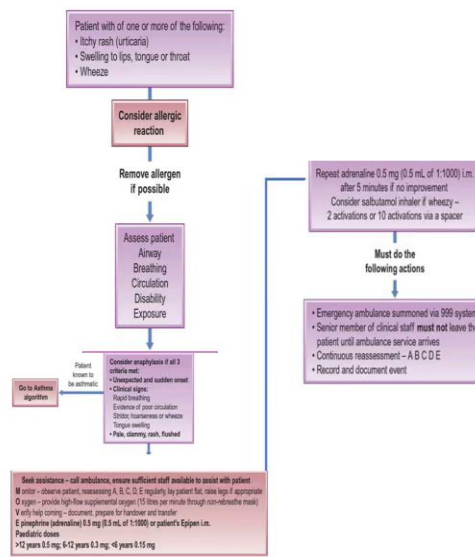 Patient with of one or more of the following:
• Itchy rash (urticaria)
• Swelling to lips, tongue or throat
• Wheeze
Consider allergic
reaction
Remove allergen
if possible
Assess patient
Airway
Breathing
Circulation
Disability
Exposure
Patient
known to
be asthmatic
Go to Asthma
algorithm
Consider anaphylaxis if all 3
criteria met:
• Unexpected and sudden onset
• Clinical signs:
Rapid breathing
Evidence of poor circulation
Stridor, hoarseness or wheeze
Tongue swelling
• Pale, clammy, rash, flushed
Seek assistance – call ambulance, ensure sufficient staff available to assist with patient
M onitor – observe patient, reassessing A, B, C, D, E regularly, lay patient flat, raise legs if appropriate
O xygen – provide high-flow supplemental oxygen (15 litres per minute through non-rebreathe mask)
V erify help coming – document, prepare for handover and transfer
E pinephrine (adrenaline) 0.5 mg (0.5 mL of 1:1000) or patient's Epipen i.m.
Paediatric doses
>12 years 0.5 mg; 6-12 years 0.3 mg; <6 years 0.15 mg
Repeat adrenaline 0.5 mg (0.5 mL of 1:1000) i.m.
after 5 minutes if no improvement
Consider salbutamol inhaler if wheezy –
2 activations or 10 activations via a spacer
Must do the
following actions
• Emergency ambulance summoned via 999 system
• Senior member of clinical staff must not leave the
patient until ambulance service arrives
• Continuous reassessment – A B C D E
• Record and document event